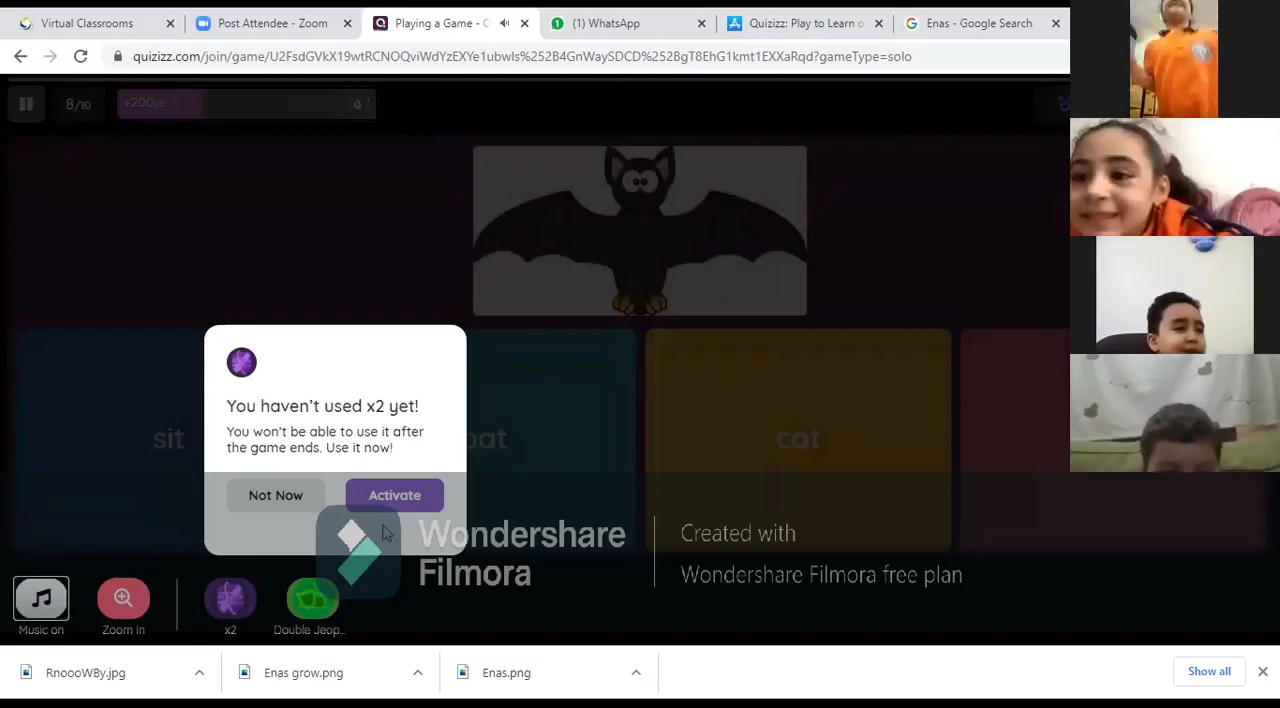 Virtual Classrooms
Post Attendee - Zoom
Playing a Game - Q
(1) WhatsApp
Quizizz: Play to Learn o
Enas - Google Search
quizizz.com/join/game/U2FsdGVkX19wtRCNOQviWdYzEXYe1ubwls%252B4GnWaySDCD%252BgT8EhG1kmt1EXXaRqd?gameType=solo
8/10
+200pts
You haven't used x2 yet!
You won't be able to use it after
the game ends. Use it now!
Not Now
Activate
sit
bat
cat
Wondershare
Filmora
Created with
Wondershare Filmora free plan
Music on
Zoom In
x2
Double Jeop...
RnoooWBy.jpg
Enas grow.png
Enas.png
Show all